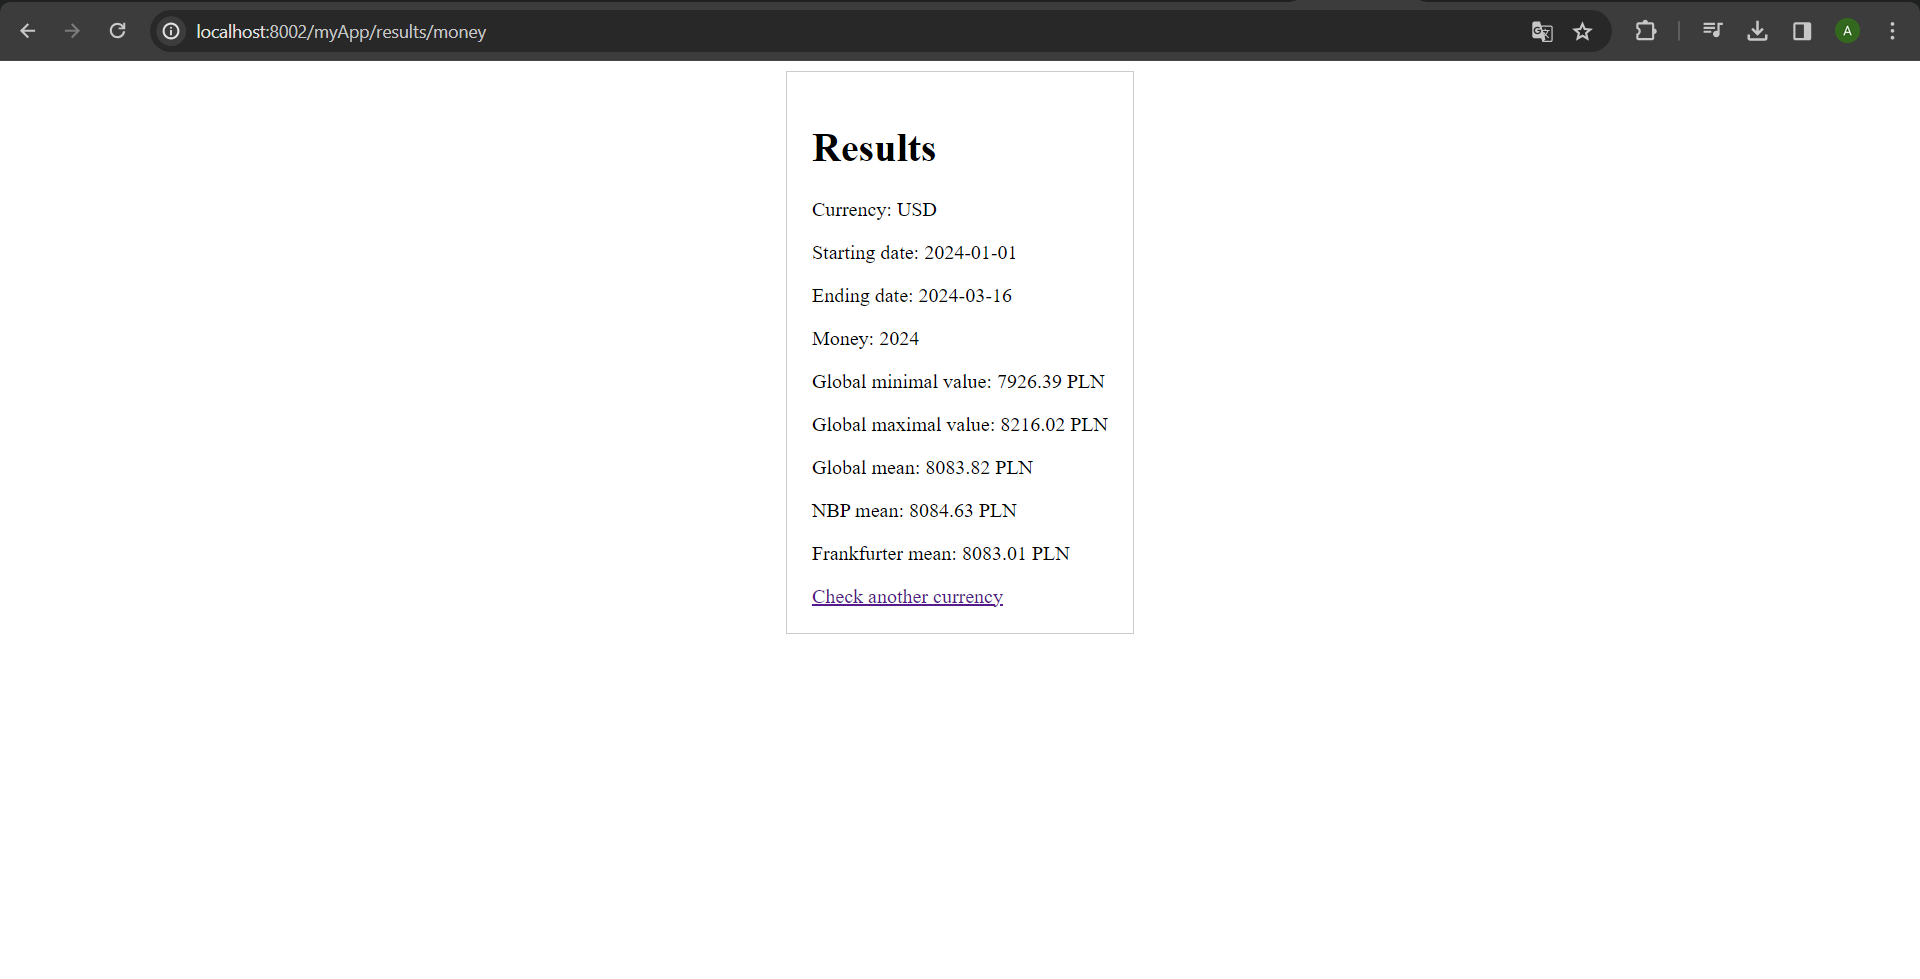 localhost:8002/myApp/results/money
A
Results
Currency: USD
Starting date: 2024-01-01
Ending date: 2024-03-16
Money: 2024
Global minimal value: 7926.39 PLN
Global maximal value: 8216.02 PLN
Global mean: 8083.82 PLN
NBP mean: 8084.63 PLN
Frankfurter mean: 8083.01 PLN
Check another currency